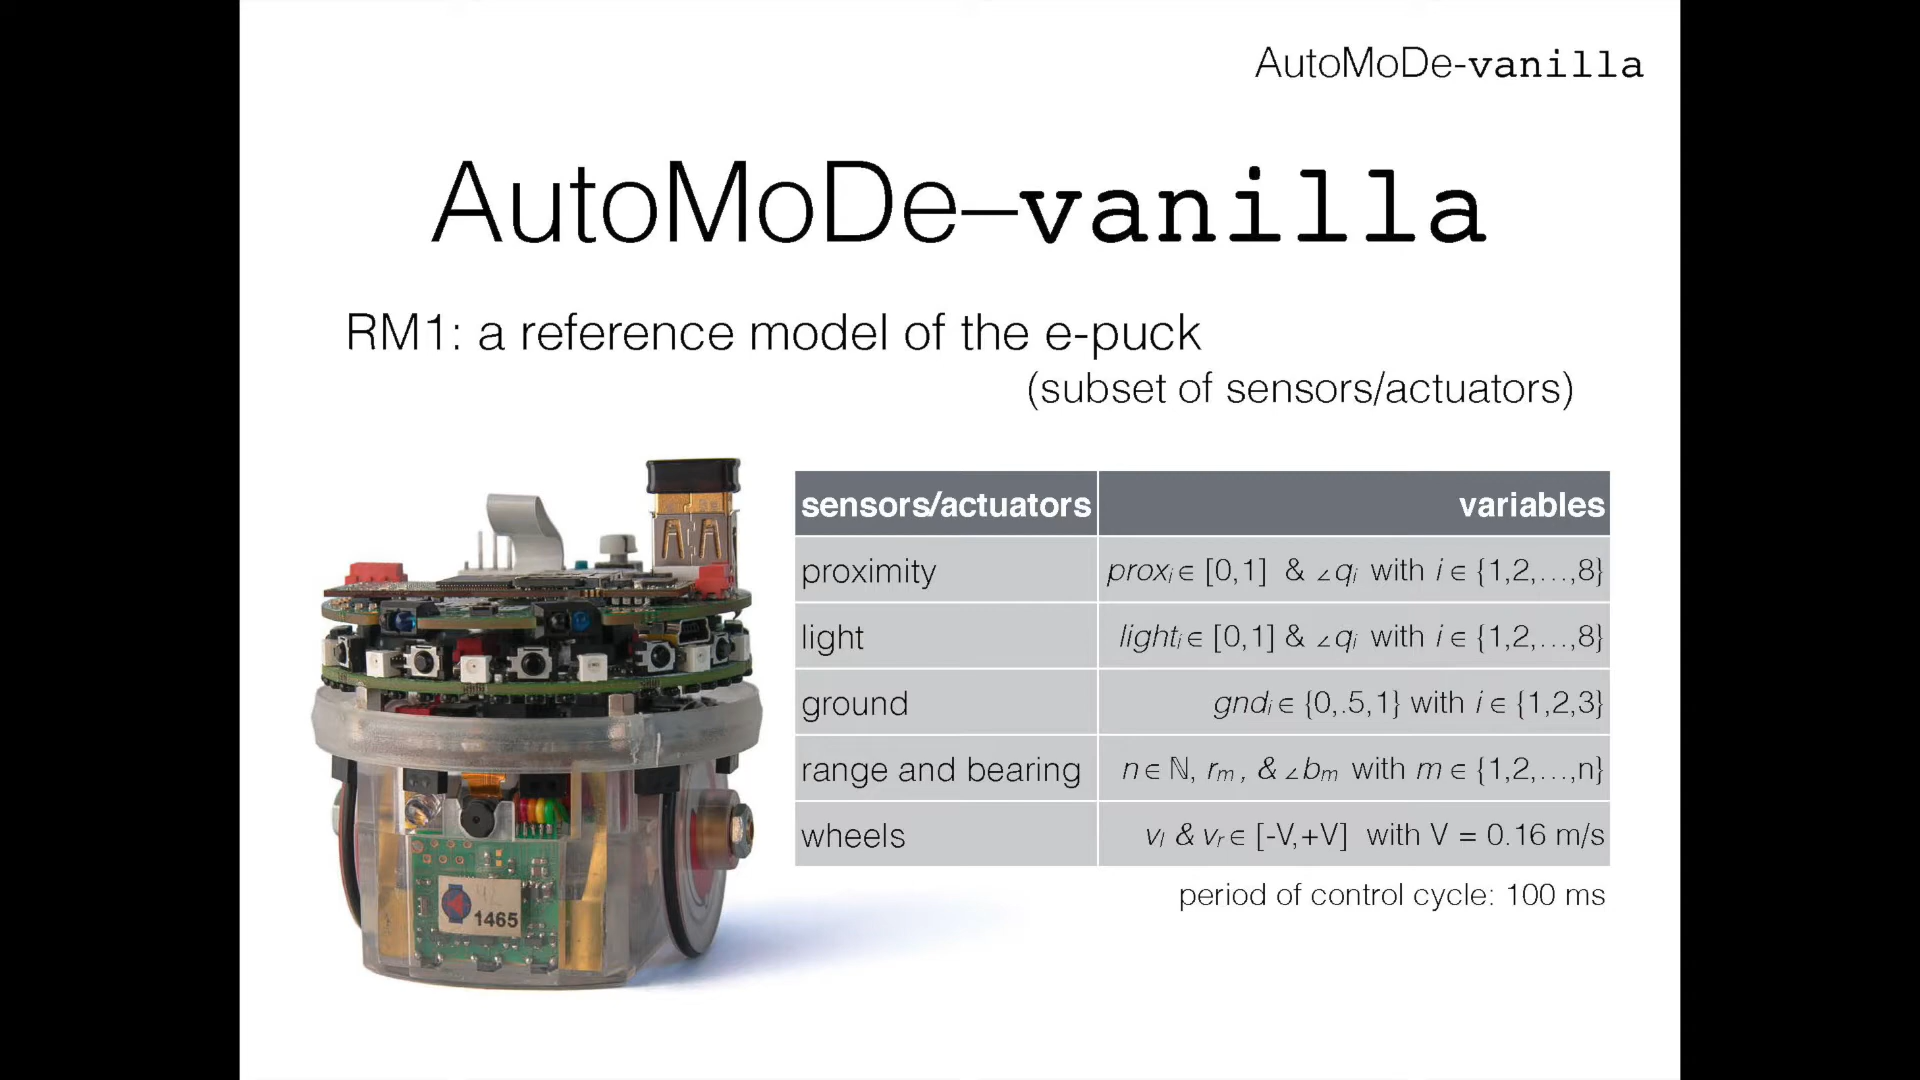 AutoMoDe-vanilla
AutoMoDe–vanilla
RM1: a reference model of the e-puck
(subset of sensors/actuators)
sensors/actuators variables
proximity proxᵢ ∈ [0,1] & ∠qᵢ with i ∈ {1,2,...,8}
light lightᵢ ∈ [0,1] & ∠qᵢ with i ∈ {1,2,...,8}
ground gndᵢ ∈ {0,.5,1} with i ∈ {1,2,3}
range and bearing n ∈ ℕ, rₘ, & ∠bₘ with m ∈ {1,2,...,n}
wheels vₗ & vᵣ ∈ [-V,+V] with V = 0.16 m/s
period of control cycle: 100 ms
1465